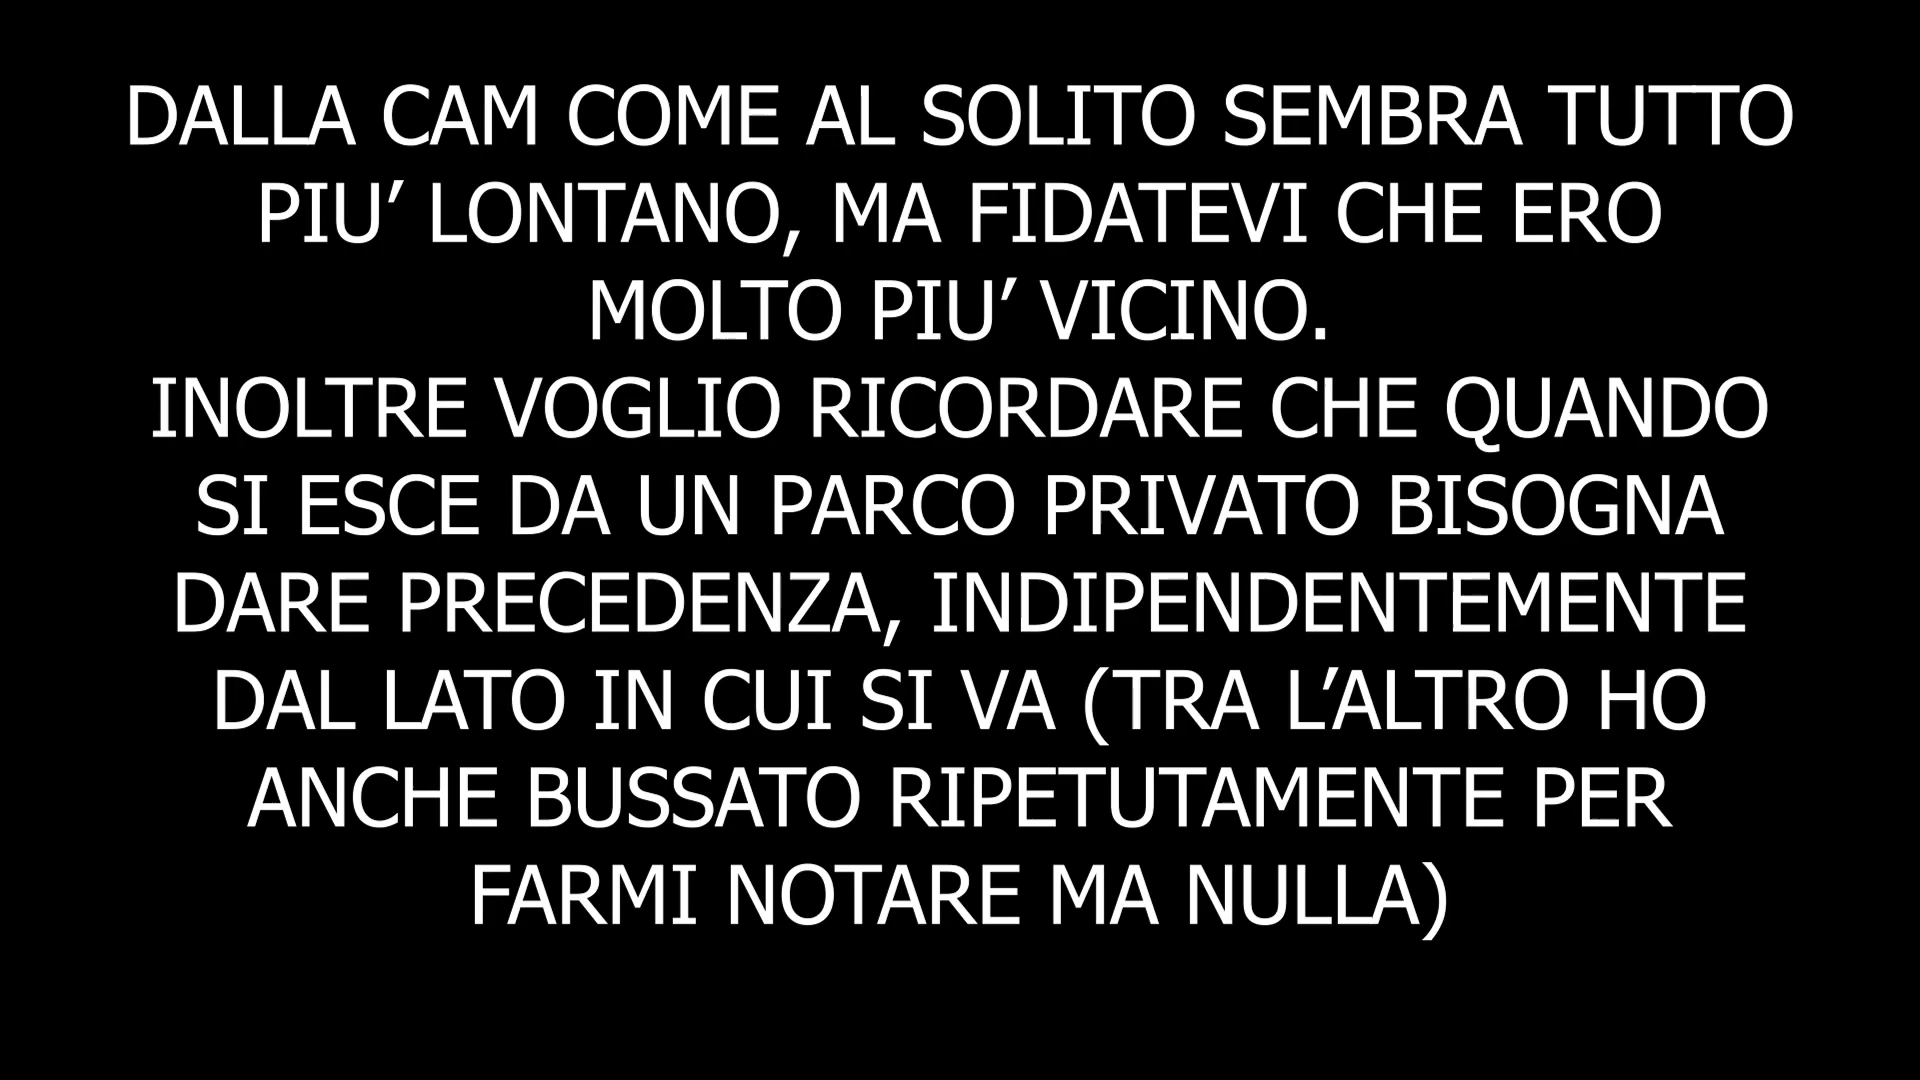 DALLA CAM COME AL SOLITO SEMBRA TUTTO
PIU’ LONTANO, MA FIDATEVI CHE ERO
MOLTO PIU’ VICINO.
INOLTRE VOGLIO RICORDARE CHE QUANDO
SI ESCE DA UN PARCO PRIVATO BISOGNA
DARE PRECEDENZA, INDIPENDENTEMENTE
DAL LATO IN CUI SI VA (TRA L’ALTRO HO
ANCHE BUSSATO RIPETUTAMENTE PER
FARMI NOTARE MA NULLA)